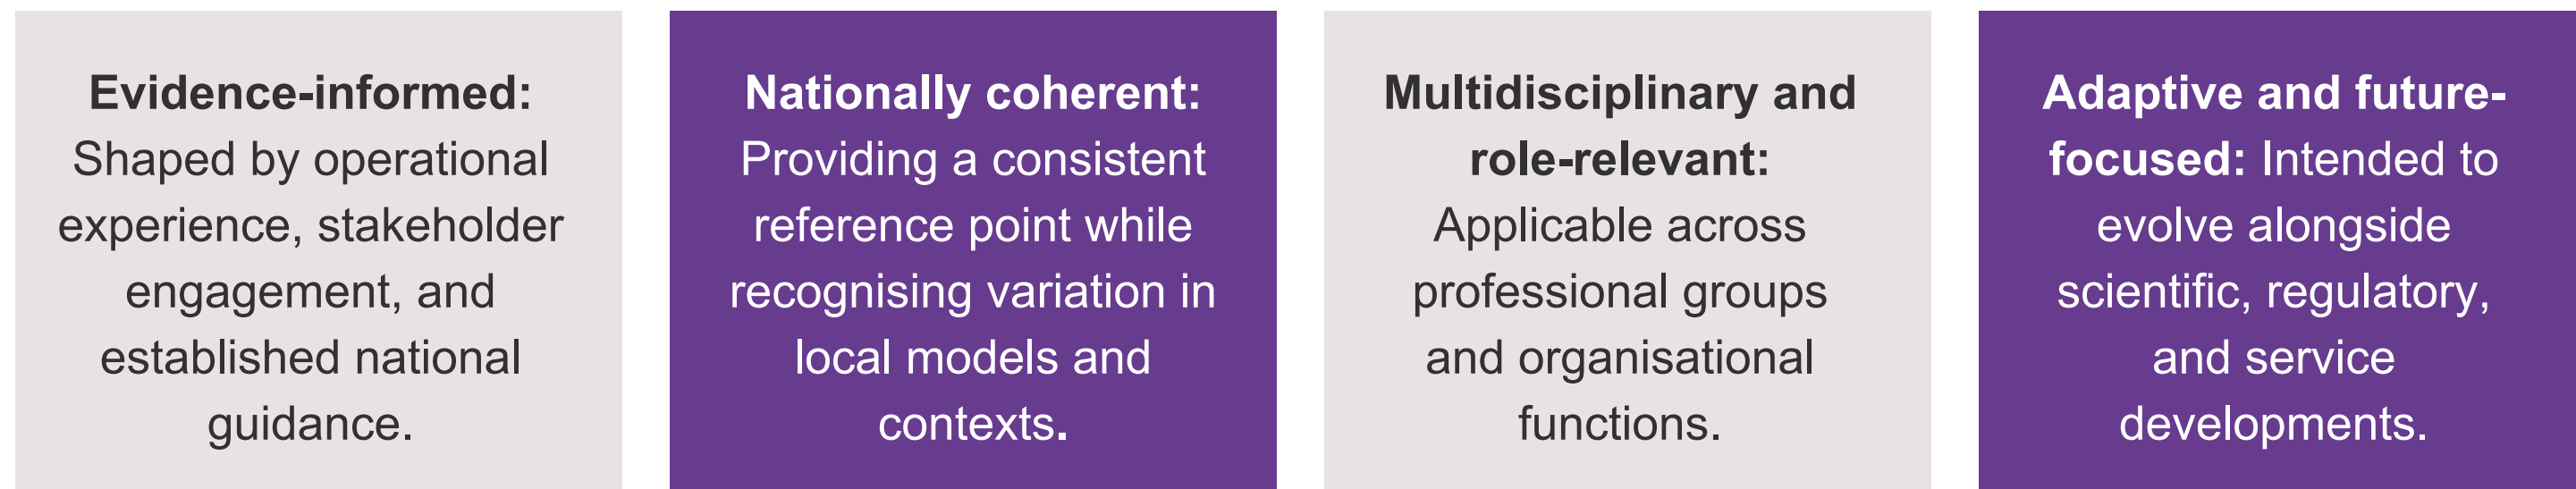 Evidence-informed:
Shaped by operational
experience, stakeholder
engagement, and
established national
guidance.
Nationally coherent:
Providing a consistent
reference point while
recognising variation in
local models and
contexts.
Multidisciplinary and
role-relevant:
Applicable across
professional groups
and organisational
functions.
Adaptive and future-
focused: Intended to
evolve alongside
scientific, regulatory,
and service
developments.